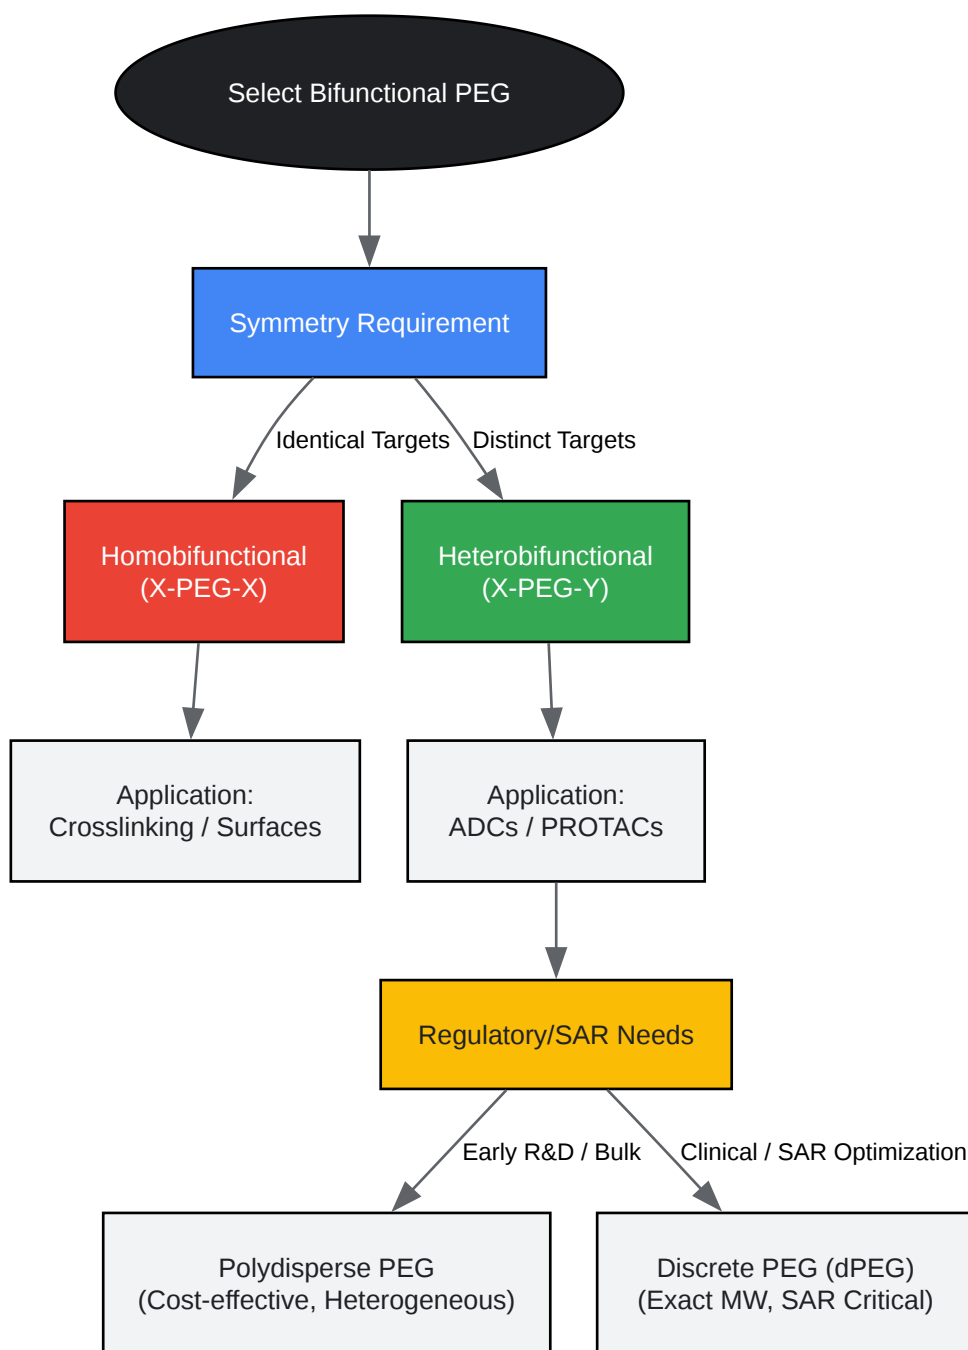 Select Bifunctional PEG
Symmetry Requirement
Identical Targets
Distinct Targets
Homobifunctional
(X-PEG-X)
Heterobifunctional
(X-PEG-Y)
Application:
Crosslinking / Surfaces
Application:
ADCs / PROTACs
Regulatory/SAR Needs
Early R&D / Bulk
Clinical / SAR Optimization
Polydisperse PEG
(Cost-effective, Heterogeneous)
Discrete PEG (dPEG)
(Exact MW, SAR Critical)